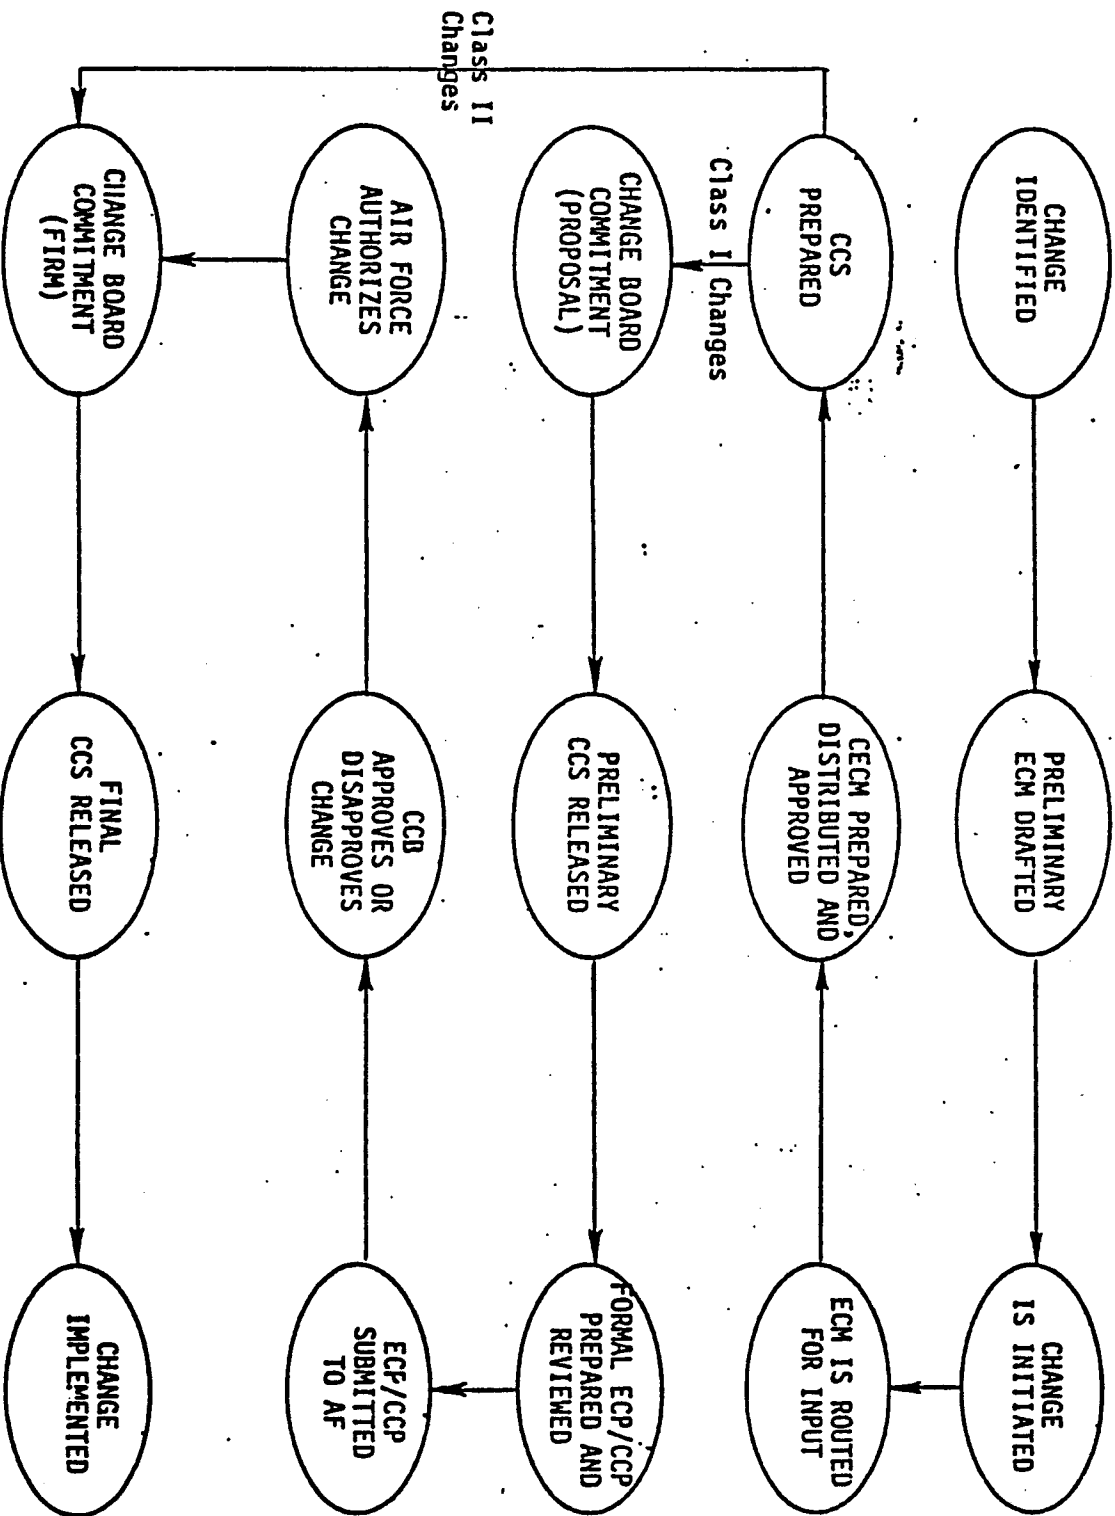 CHANGE
IDENTIFIED
PRELIMINARY
ECM DRAFTED
CHANGE
IS INITIATED
ECM IS ROUTED
FOR INPUT
CECM PREPARED,
DISTRIBUTED AND
APPROVED
CCS
PREPARED
Class I Changes
Class II
Changes
CHANGE BOARD
COMMITMENT
(PROPOSAL)
PRELIMINARY
CCS RELEASED
FORMAL ECP/CCP
PREPARED AND
REVIEWED
ECP/CCP
SUBMITTED
TO AF
CCB
APPROVES OR
DISAPPROVES
CHANGE
AIR FORCE
AUTHORIZES
CHANGE
CHANGE BOARD
COMMITMENT
(FIRM)
FINAL
CCS RELEASED
CHANGE
IMPLEMENTED